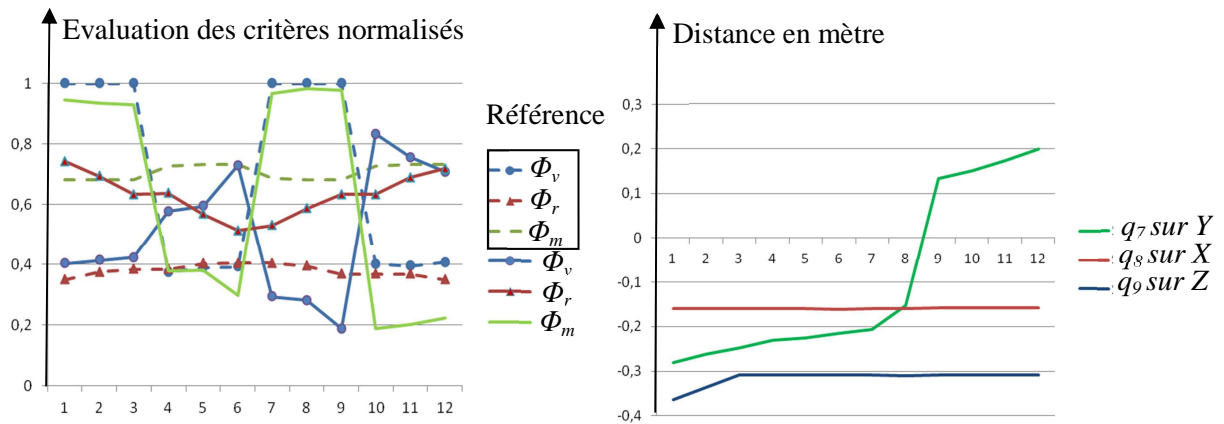 Evaluation des critères normalisés
1
0,8
0,6
0,4
0,2
0
1 2 3 4 5 6 7 8 9 10 11 12
Référence
Φv
Φr
Φm
Φv
Φr
Φm
Distance en mètre
0,3
0,2
0,1
0
-0,1
-0,2
-0,3
-0,4
1 2 3 4 5 6 7 8 9 10 11 12
q7 sur Y
q8 sur X
q9 sur Z